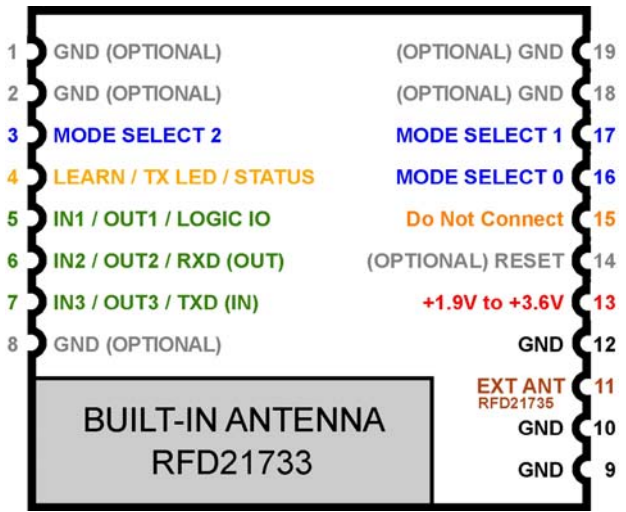 1 GND (OPTIONAL) (OPTIONAL) GND 19
2 GND (OPTIONAL) (OPTIONAL) GND 18
3 MODE SELECT 2 MODE SELECT 1 17
4 LEARN / TX LED / STATUS MODE SELECT 0 16
5 IN1 / OUT1 / LOGIC IO Do Not Connect 15
6 IN2 / OUT2 / RXD (OUT) (OPTIONAL) RESET 14
7 IN3 / OUT3 / TXD (IN) +1.9V to +3.6V 13
8 GND (OPTIONAL) GND 12
EXT ANT 11
RFD21735
GND 10
GND 9
BUILT-IN ANTENNA
RFD21733